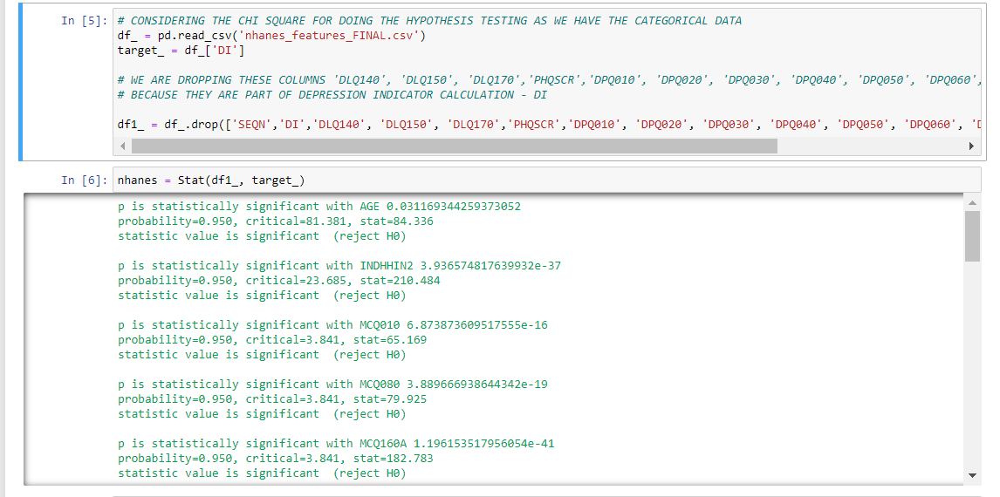 In [5]: # CONSIDERING THE CHI SQUARE FOR DOING THE HYPOTHESIS TESTING AS WE HAVE THE CATEGORICAL DATA
df_ = pd.read_csv('nhanes_features_FINAL.csv')
target_ = df_['DI']
# WE ARE DROPPING THESE COLUMNS 'DLQ140', 'DLQ150', 'DLQ170','PHQSCR','DPQ010', 'DPQ020', 'DPQ030', 'DPQ040', 'DPQ050', 'DPQ060',
# BECAUSE THEY ARE PART OF DEPRESSION INDICATOR CALCULATION - DI
df1_ = df_.drop(['SEQN','DI','DLQ140', 'DLQ150', 'DLQ170','PHQSCR','DPQ010', 'DPQ020', 'DPQ030', 'DPQ040', 'DPQ050', 'DPQ060',
In [6]: nhanes = Stat(df1_, target_)
p is statistically significant with AGE 0.031169344259373052
probability=0.950, critical=81.381, stat=84.336
statistic value is significant  (reject H0)
p is statistically significant with INDHHIN2 3.936574817639932e-37
probability=0.950, critical=23.685, stat=210.484
statistic value is significant  (reject H0)
p is statistically significant with MCQ010 6.873873609517555e-16
probability=0.950, critical=3.841, stat=65.169
statistic value is significant  (reject H0)
p is statistically significant with MCQ080 3.889666938644342e-19
probability=0.950, critical=3.841, stat=79.925
statistic value is significant  (reject H0)
p is statistically significant with MCQ160A 1.196153517956054e-41
probability=0.950, critical=3.841, stat=182.783
statistic value is significant  (reject H0)